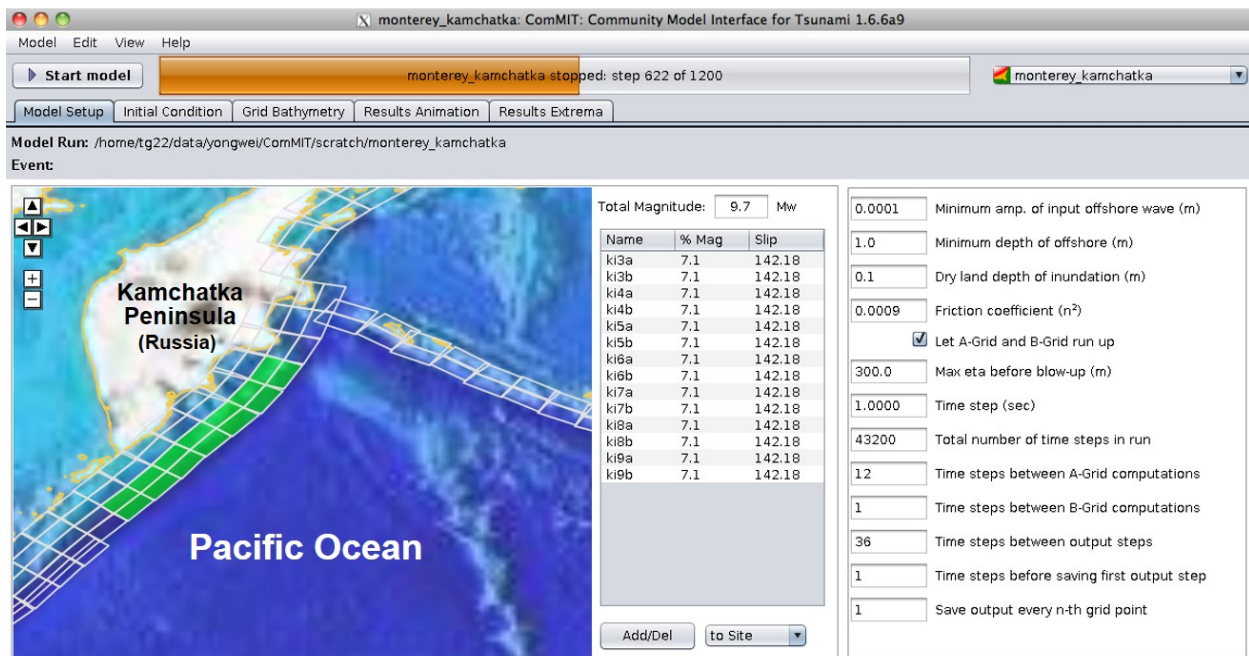 monterey_kamchatka: ComMIT: Community Model Interface for Tsunami 1.6.6a9
Model Edit View Help
Start model
monterey_kamchatka stopped: step 622 of 1200
monterey_kamchatka
Model Setup Initial Condition Grid Bathymetry Results Animation Results Extrema
Model Run: /home/tg22/data/yongwei/ComMIT/scratch/monterey_kamchatka
Event:
Kamchatka
Peninsula
(Russia)
Pacific Ocean
Total Magnitude: 9.7 Mw
Name % Mag Slip
ki3a 7.1 142.18
ki3b 7.1 142.18
ki4a 7.1 142.18
ki4b 7.1 142.18
ki5a 7.1 142.18
ki5b 7.1 142.18
ki6a 7.1 142.18
ki6b 7.1 142.18
ki7a 7.1 142.18
ki7b 7.1 142.18
ki8a 7.1 142.18
ki8b 7.1 142.18
ki9a 7.1 142.18
ki9b 7.1 142.18
Add/Del to Site
0.0001 Minimum amp. of input offshore wave (m)
1.0 Minimum depth of offshore (m)
0.1 Dry land depth of inundation (m)
0.0009 Friction coefficient (n²)
Let A-Grid and B-Grid run up
300.0 Max eta before blow-up (m)
1.0000 Time step (sec)
43200 Total number of time steps in run
12 Time steps between A-Grid computations
1 Time steps between B-Grid computations
36 Time steps between output steps
1 Time steps before saving first output step
1 Save output every n-th grid point